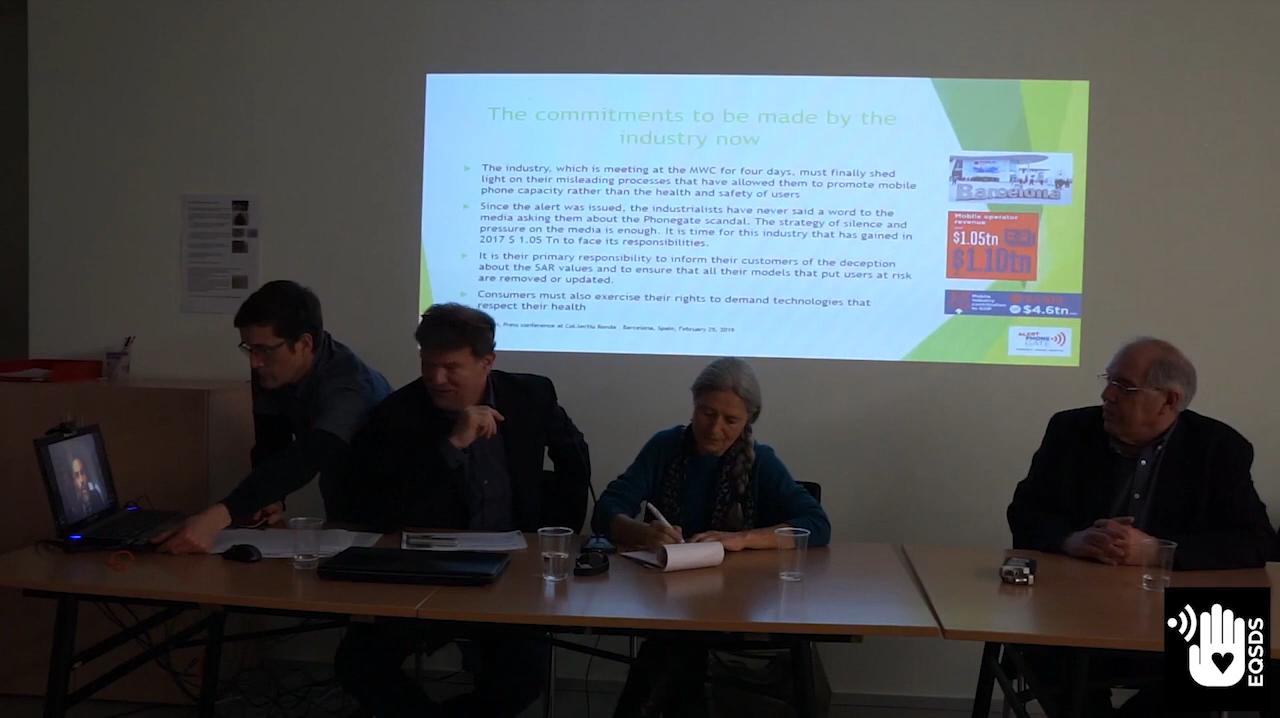 The commitments to be made by the
industry now
The industry, which is meeting at the MWC for four days, must finally shed
light on their misleading processes that have allowed them to promote mobile
phone capacity rather than the health and safety of users
Since the alert was issued, the industrialists have never said a word to the
media asking them about the Phonegate scandal. The strategy of silence and
pressure on the media is enough. It is time for this industry that has gained in
2017 $ 1.05 Tn to face its responsibilities.
It is their primary responsibility to inform their customers of the deception
about the SAR values and to ensure that all their models that put users at risk
are removed or updated.
Consumers must also exercise their rights to demand technologies that
respect their health
Press conference at Col.lectiu Ronda Barcelona, Spain, February 25, 2019
Barcelona
Mobile operator
revenue
$1.05tn
$1.10tn
Mobile
industry
contribution
to GDP
$4.6tn
ALERT
PHONE
GATE
EQSDS